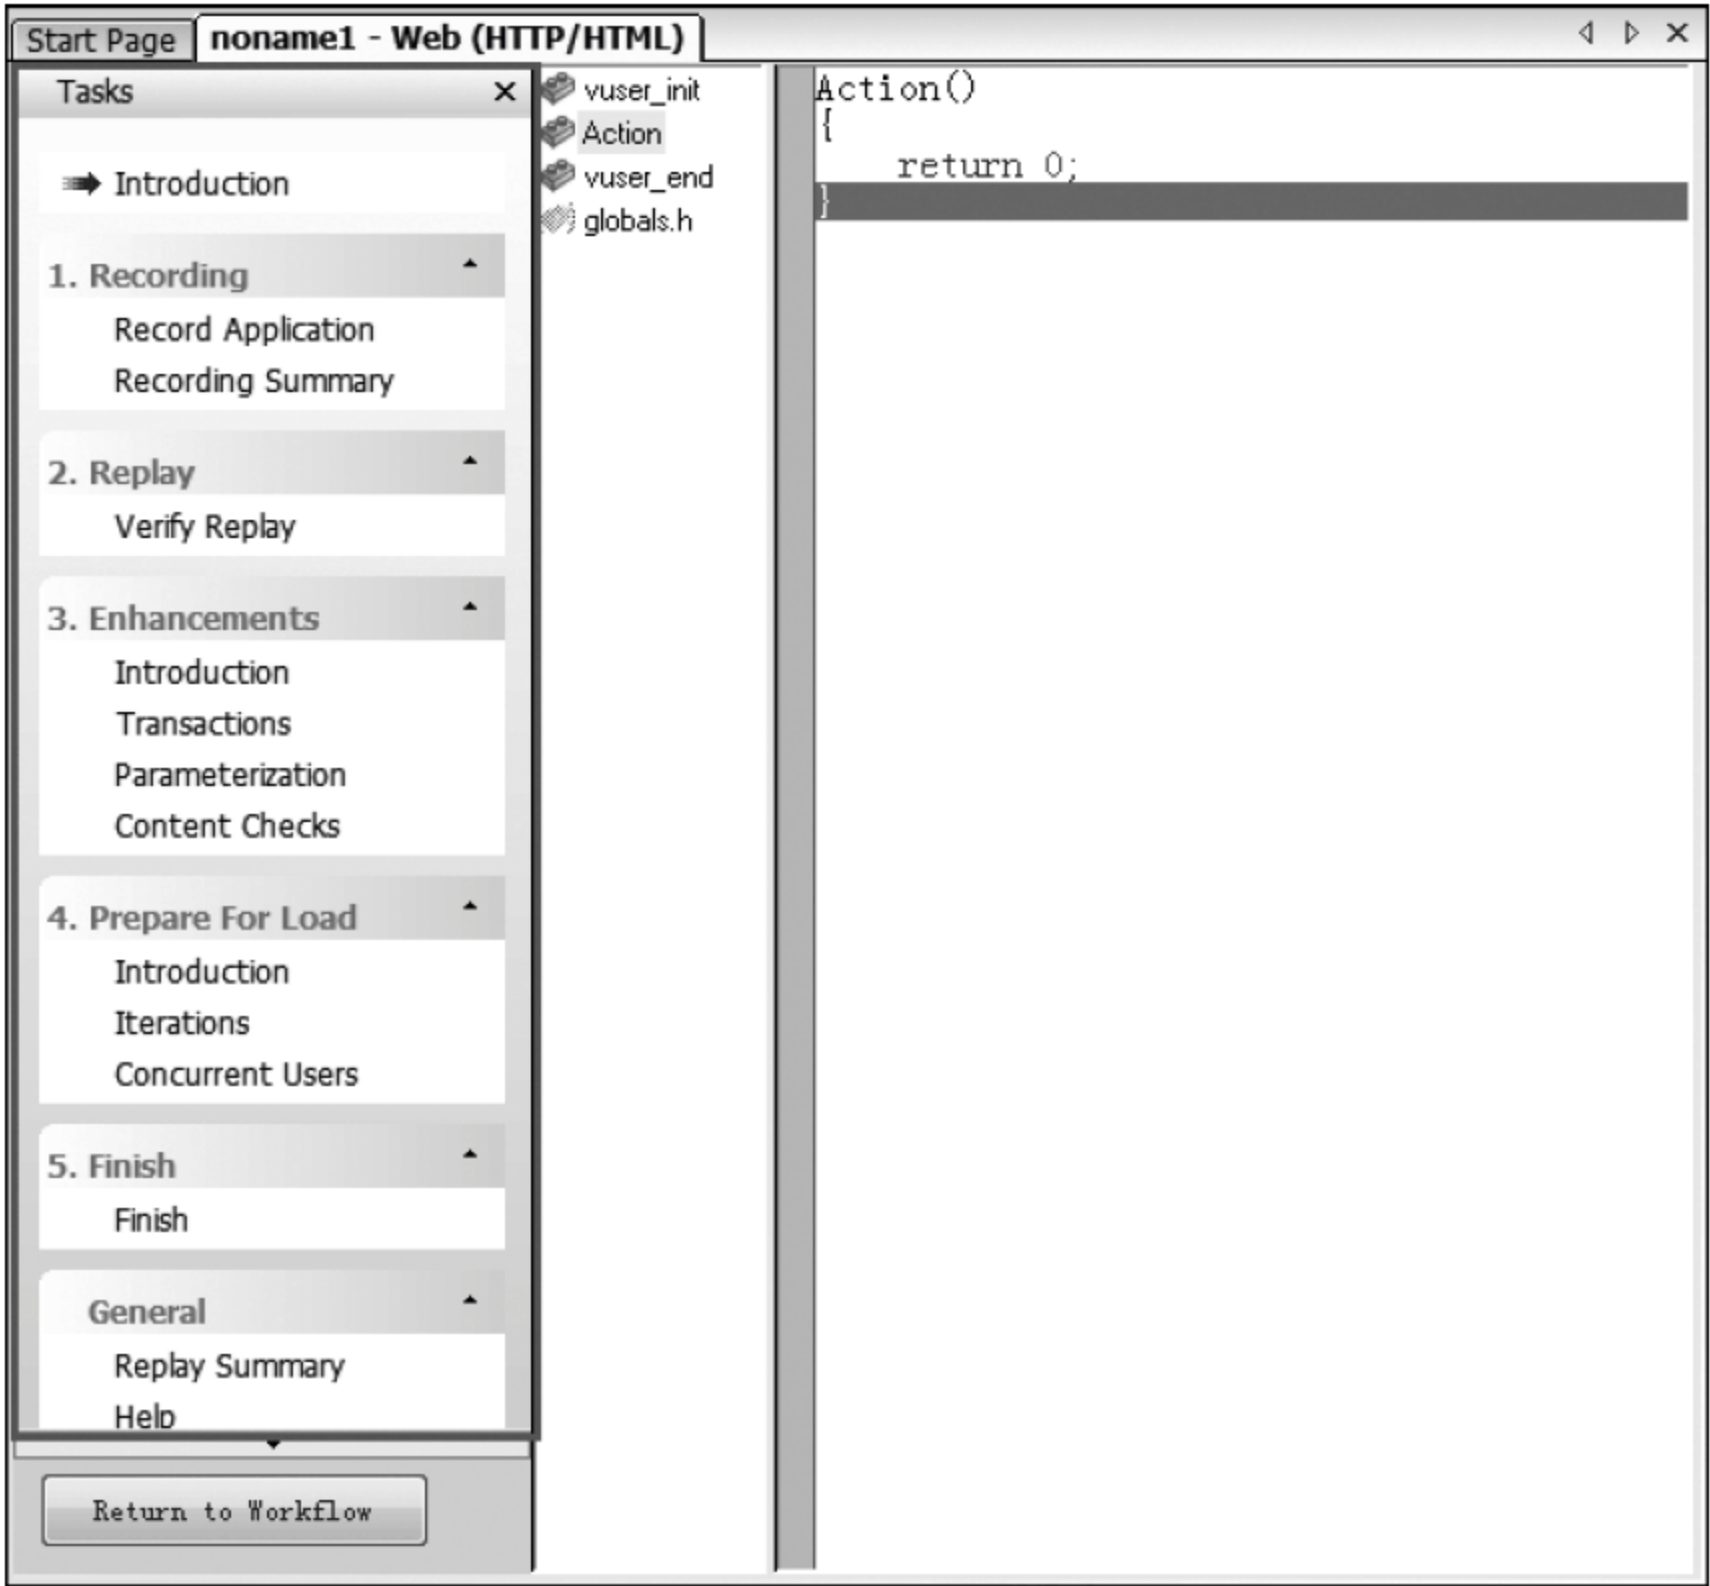 Start Page
noname1 - Web (HTTP/HTML)
Tasks
Introduction
1. Recording
Record Application
Recording Summary
2. Replay
Verify Replay
3. Enhancements
Introduction
Transactions
Parameterization
Content Checks
4. Prepare For Load
Introduction
Iterations
Concurrent Users
5. Finish
Finish
General
Replay Summary
Help
Return to Workflow
vuser_init
Action
vuser_end
globals.h
Action()
{
return 0;
}